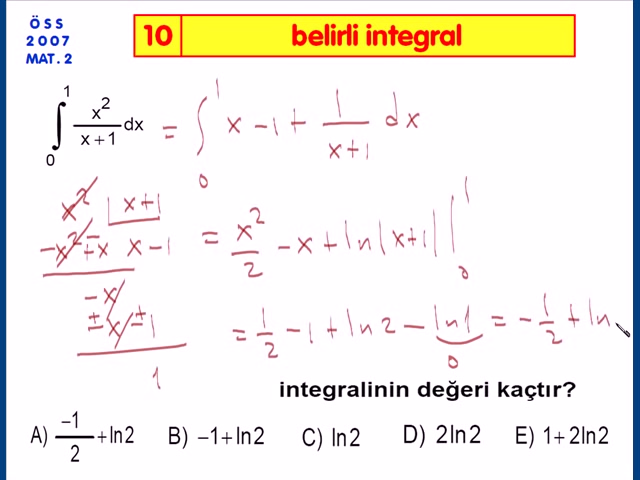 ÖSS
2007
MAT. 2
10 belirli integral
∫₀¹ x²/(x+1) dx = ∫₀¹ x - 1 + 1/(x+1) dx
x² | x+1
-x² ∓x x-1 = x²/2 - x + ln|x+1| |₀¹
-x
±x ±1 = 1/2 - 1 + ln2 - ln1 = -1/2 + ln
1 0
integralinin değeri kaçtır?
A) -1/2 +ln2 B) -1+ln2 C) ln2 D) 2ln2 E) 1+2ln2